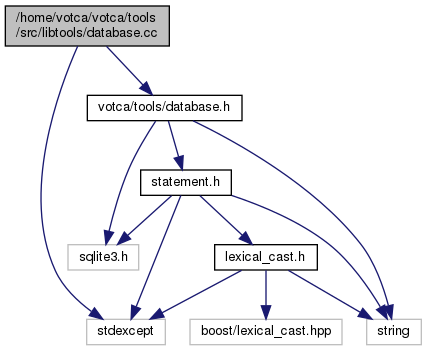 /home/votca/votca/tools
/src/libtools/database.cc
votca/tools/database.h
statement.h
sqlite3.h
lexical_cast.h
stdexcept
boost/lexical_cast.hpp
string